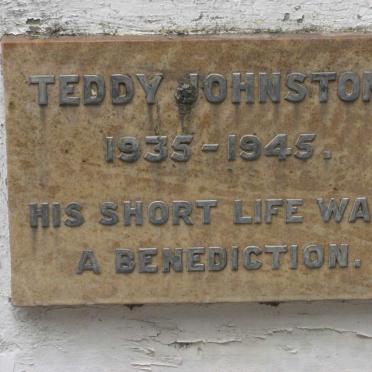 TEDDY JOHNSTON
1935-1945.
HIS SHORT LIFE WA
A BENEDICTION.